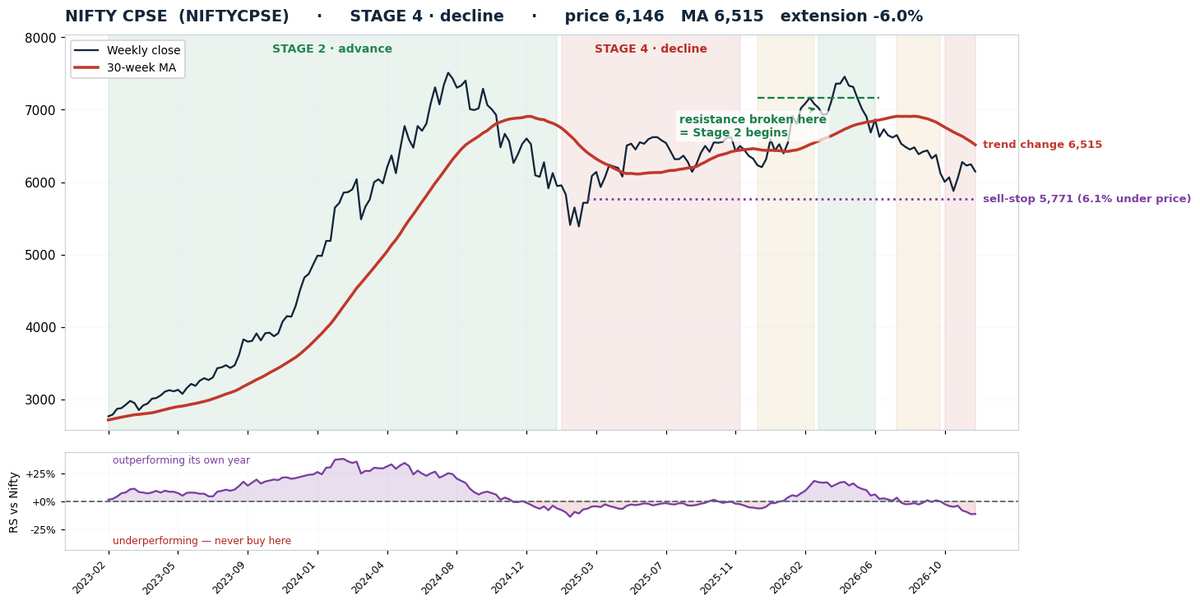 NIFTY CPSE (NIFTYCPSE) · STAGE 4 · decline · price 6,146 MA 6,515 extension -6.0%
8000
7000
6000
5000
4000
3000
Weekly close
30-week MA
STAGE 2 · advance
STAGE 4 · decline
resistance broken here
= Stage 2 begins
trend change 6,515
sell-stop 5,771 (6.1% under price)
RS vs Nifty
+25%
+0%
-25%
outperforming its own year
underperforming — never buy here
2023-02
2023-05
2023-09
2024-01
2024-04
2024-08
2024-12
2025-03
2025-07
2025-11
2026-02
2026-06
2026-10